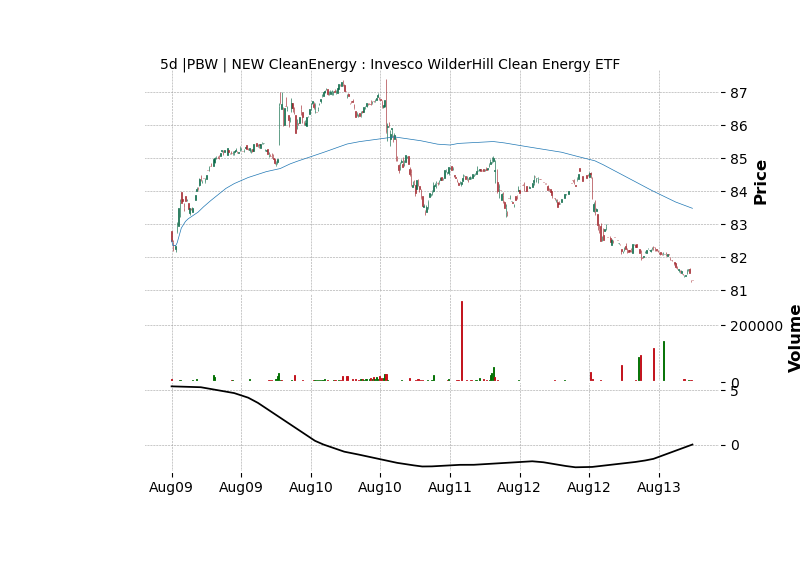 5d |PBW | NEW CleanEnergy : Invesco WilderHill Clean Energy ETF
87
86
85
84
83
82
81
Price
200000
0
Volume
5
0
Aug09 Aug09 Aug10 Aug10 Aug11 Aug12 Aug12 Aug13